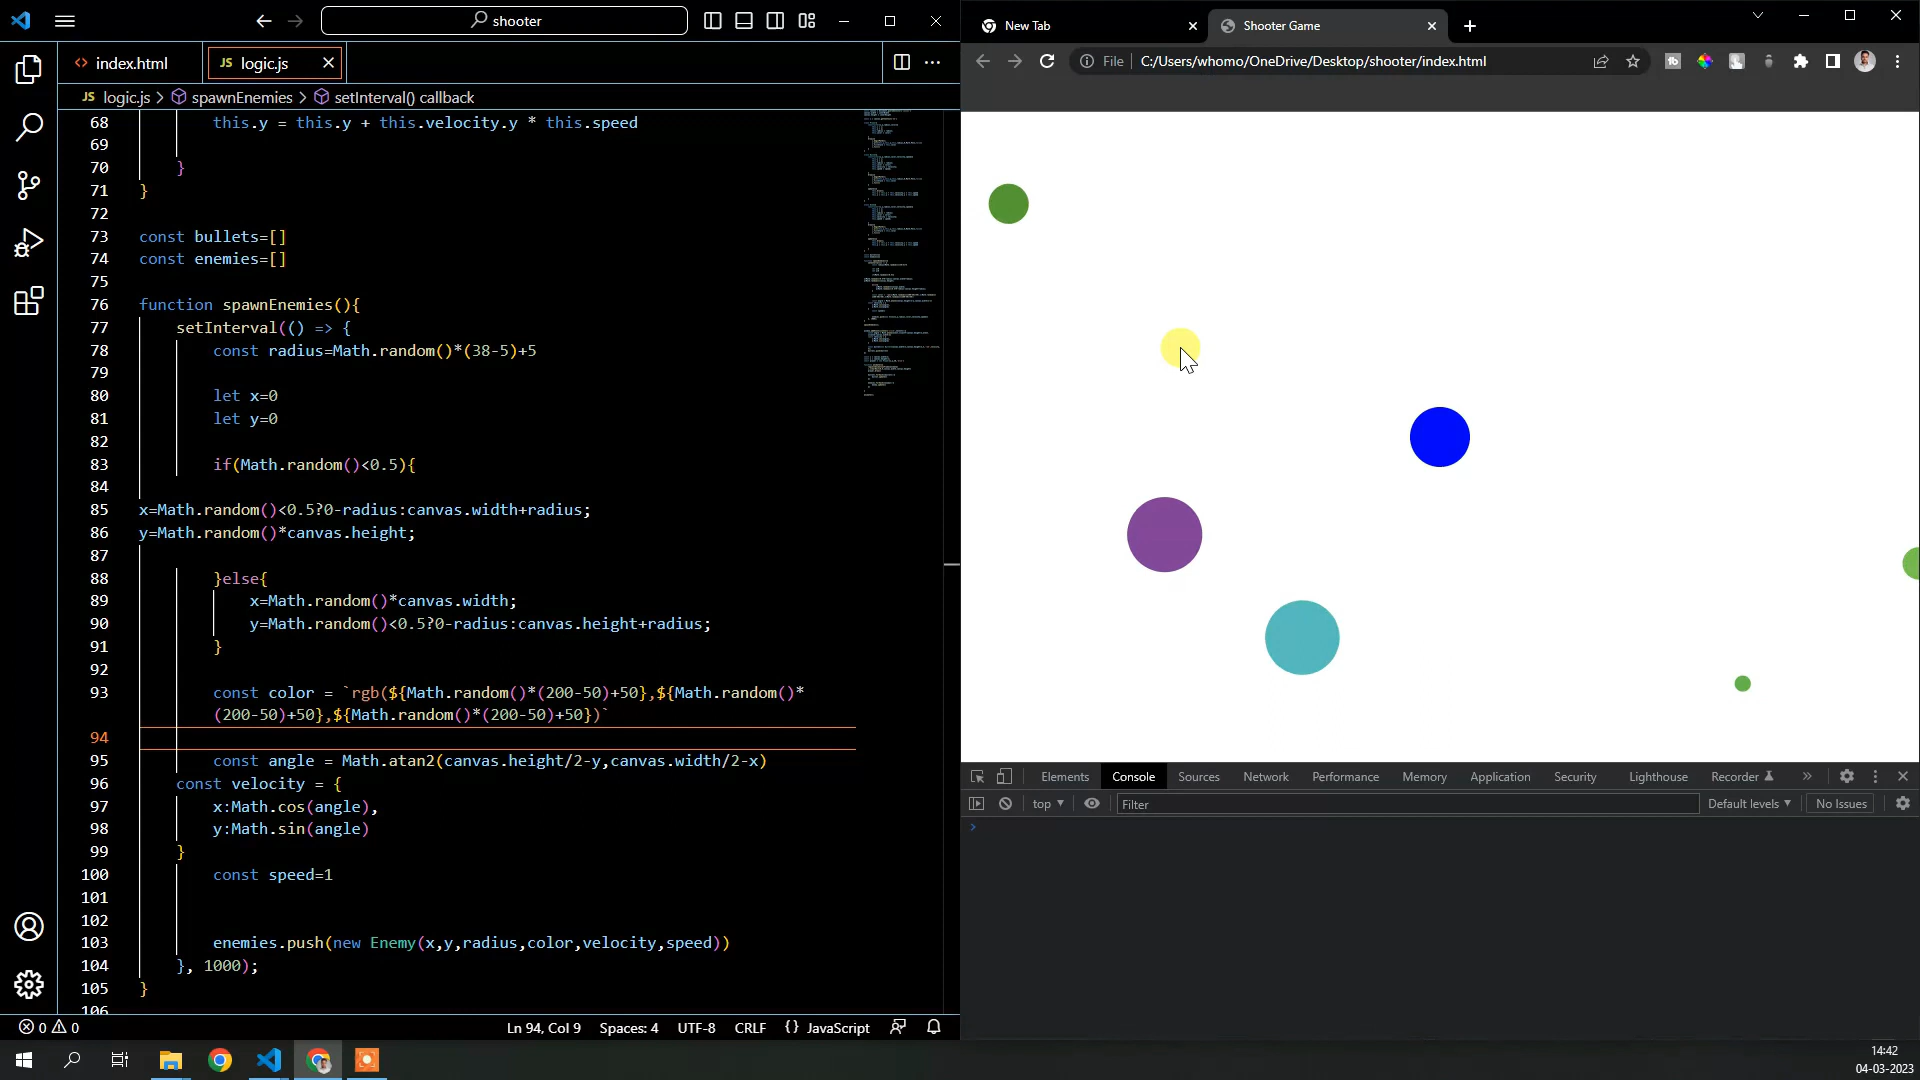 shooter
index.html
JS logic.js
JS logic.js > spawnEnemies > setInterval() callback
68 this.y = this.y + this.velocity.y * this.speed
69
70 }
71 }
72
73 const bullets=[]
74 const enemies=[]
75
76 function spawnEnemies(){
77 setInterval(() => {
78 const radius=Math.random()*(38-5)+5
79
80 let x=0
81 let y=0
82
83 if(Math.random()<0.5){
84
85 x=Math.random()<0.5?0-radius:canvas.width+radius;
86 y=Math.random()*canvas.height;
87
88 }else{
89 x=Math.random()*canvas.width;
90 y=Math.random()<0.5?0-radius:canvas.height+radius;
91 }
92
93 const color = `rgb(${Math.random()*(200-50)+50},${Math.random()*
(200-50)+50},${Math.random()*(200-50)+50})`
94
95 const angle = Math.atan2(canvas.height/2-y,canvas.width/2-x)
96 const velocity = {
97 x:Math.cos(angle),
98 y:Math.sin(angle)
99 }
100 const speed=1
101
102
103 enemies.push(new Enemy(x,y,radius,color,velocity,speed))
104 }, 1000);
105 }
106
0 0
Ln 94, Col 9 Spaces: 4 UTF-8 CRLF {} JavaScript
New Tab
Shooter Game
File C:/Users/whomo/OneDrive/Desktop/shooter/index.html
Elements Console Sources Network Performance Memory Application Security Lighthouse Recorder
top Filter Default levels No Issues
14:42
04-03-2023